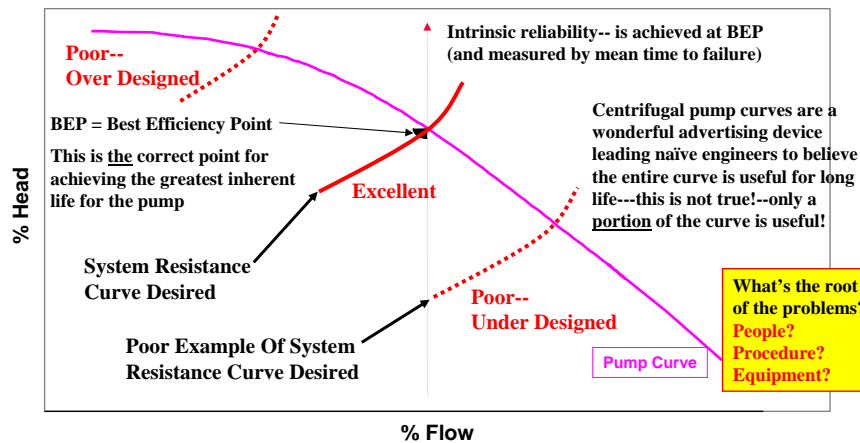 Poor--
Over Designed
Intrinsic reliability-- is achieved at BEP
(and measured by mean time to failure)
BEP = Best Efficiency Point
This is the correct point for
achieving the greatest inherent
life for the pump
Excellent
Centrifugal pump curves are a
wonderful advertising device
leading naïve engineers to believe
the entire curve is useful for long
life---this is not true!--only a
portion of the curve is useful!
% Head
System Resistance
Curve Desired
Poor--
Under Designed
Poor Example Of System
Resistance Curve Desired
Pump Curve
What's the root
of the problems?
People?
Procedure?
Equipment?
% Flow